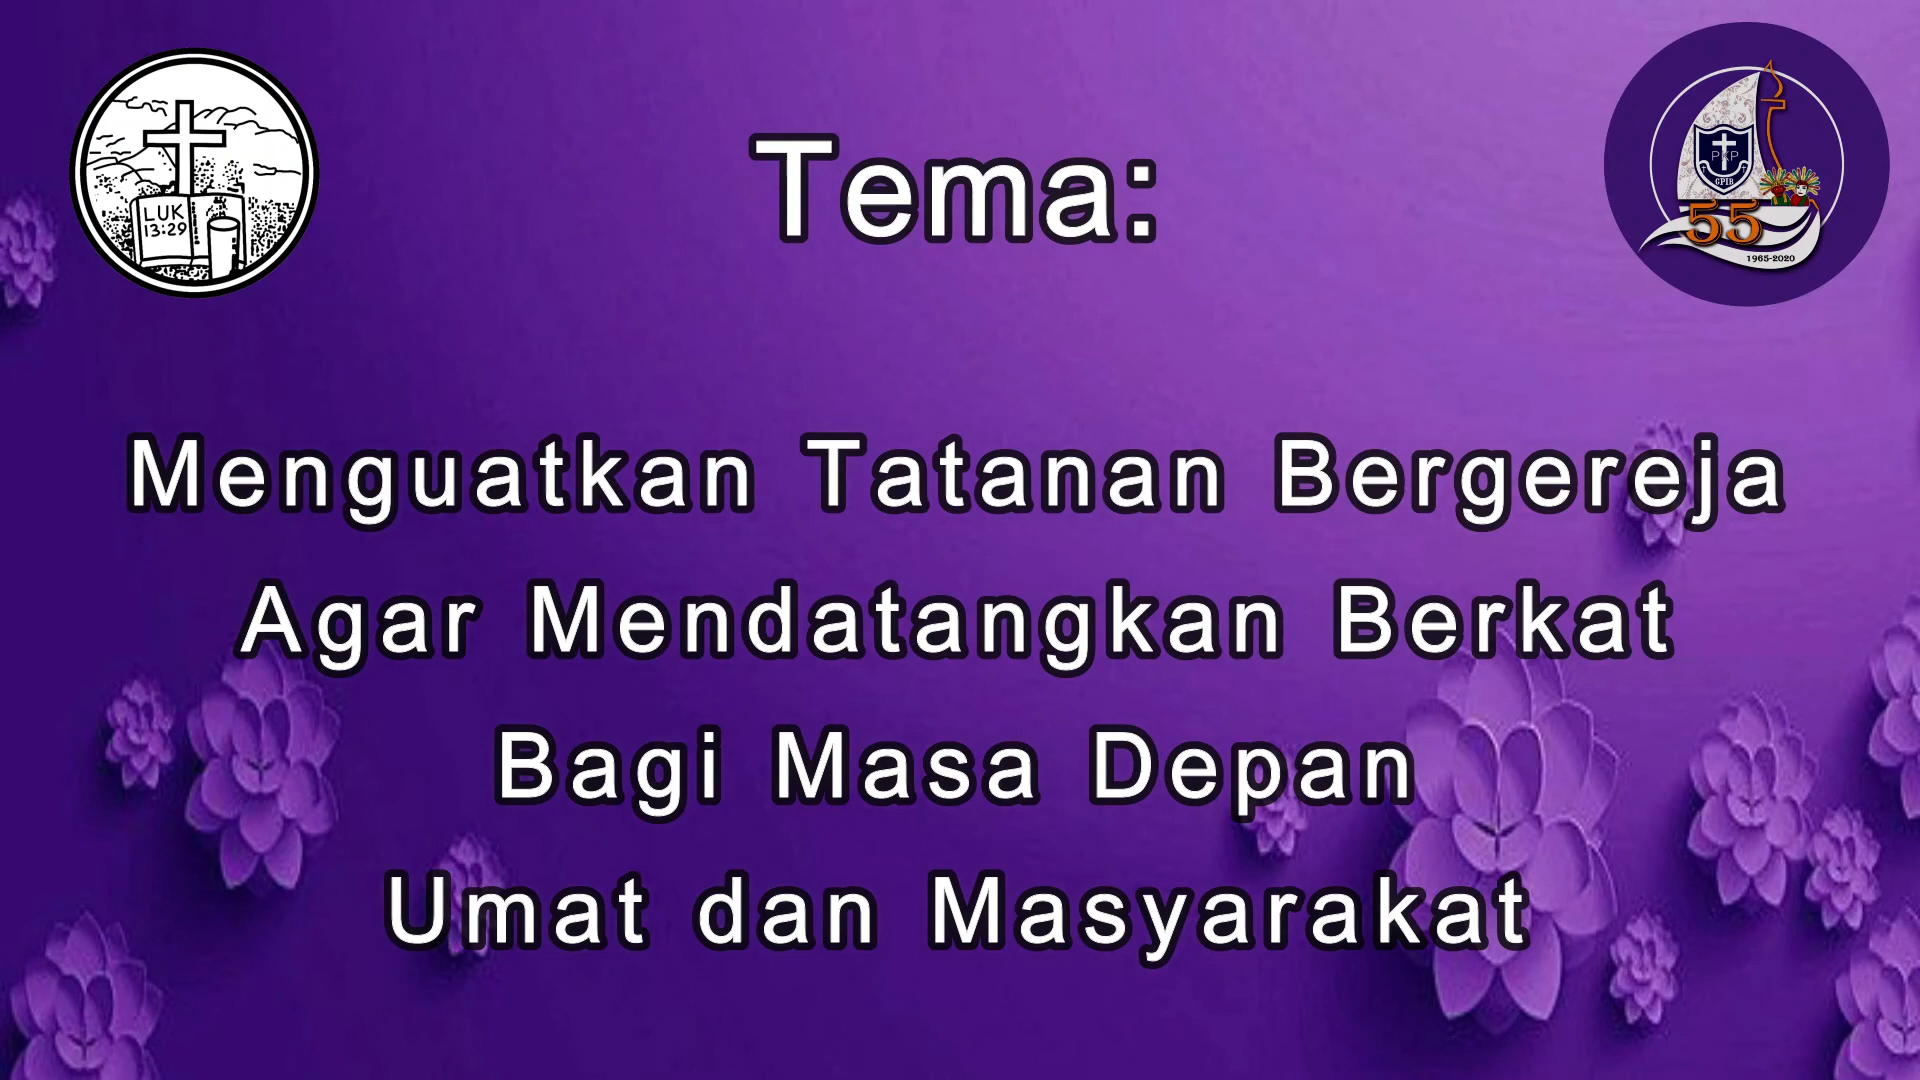 LUK
13:29
Tema:
PKP
GPIB
55
1965-2020
Menguatkan Tatanan Bergereja
Agar Mendatangkan Berkat
Bagi Masa Depan
Umat dan Masyarakat